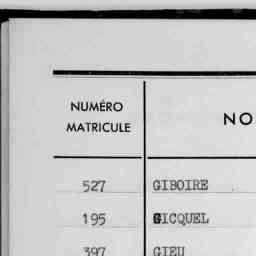 NUMÉRO
MATRICULE
NO
527 GIBOIRE
195 GICQUEL
397 GIEU